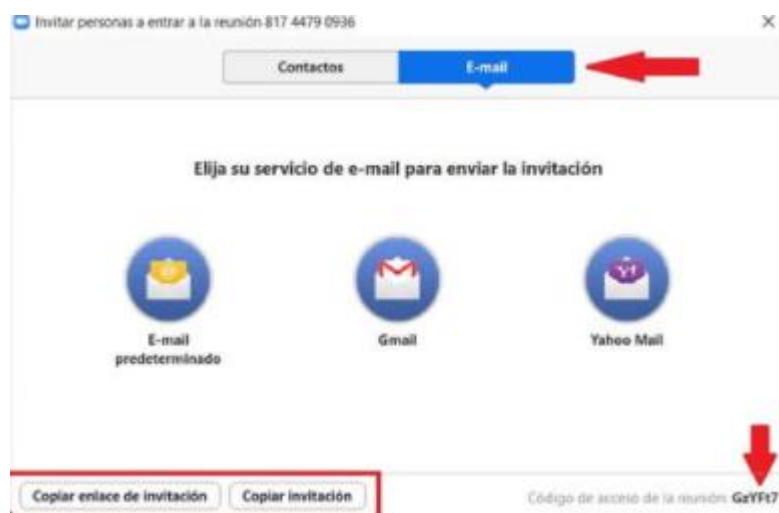 Invitar personas a entrar a la reunión 817 4479 0936
Contactos
E-mail
Elija su servicio de e-mail para enviar la invitación
E-mail
predeterminado
Gmail
Yahoo Mail
Copiar enlace de invitación
Copiar invitación
Código de acceso de la reunión GzYFt7